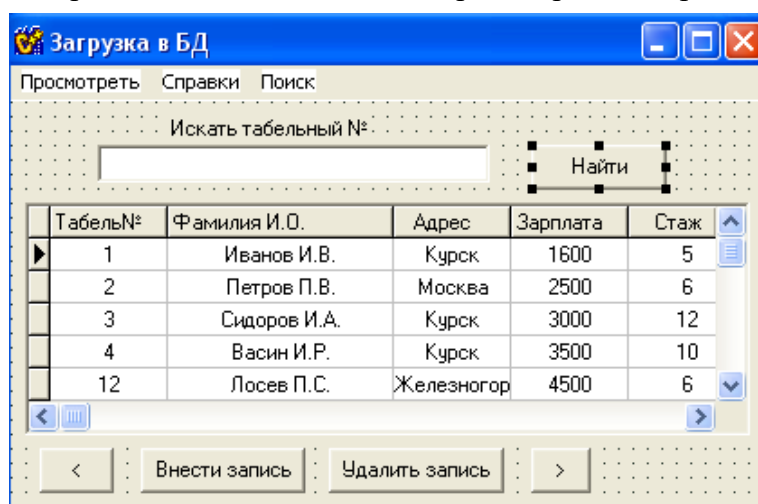 Загрузка в БД
Просмотреть Справки Поиск
Искать табельный №
Найти
Табель№ Фамилия И.О. Адрес Зарплата Стаж
1 Иванов И.В. Курск 1600 5
2 Петров П.В. Москва 2500 6
3 Сидоров И.А. Курск 3000 12
4 Васин И.Р. Курск 3500 10
12 Лосев П.С. Железногор 4500 6
< Внести запись Удалить запись >